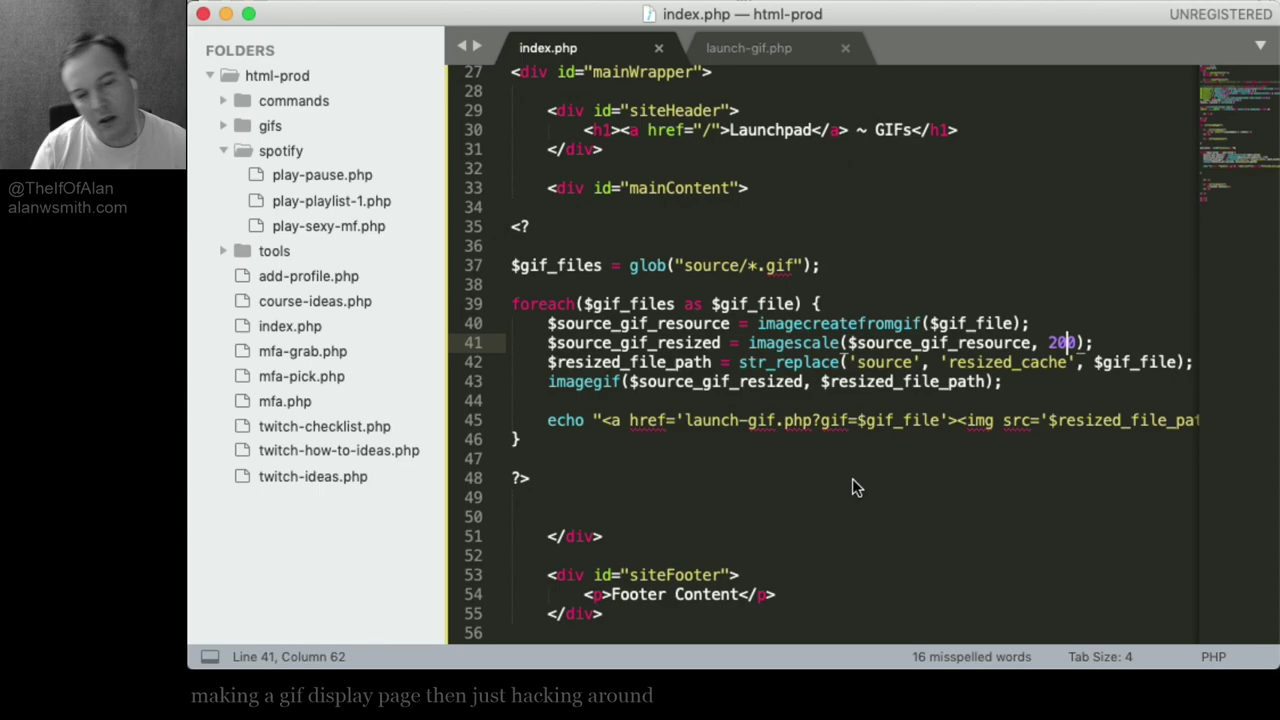 index.php — html-prod
UNREGISTERED
@TheIfOfAlan
alanwsmith.com
FOLDERS
html-prod
commands
gifs
spotify
play-pause.php
play-playlist-1.php
play-sexy-mf.php
tools
add-profile.php
course-ideas.php
index.php
mfa-grab.php
mfa-pick.php
mfa.php
twitch-checklist.php
twitch-how-to-ideas.php
twitch-ideas.php
index.php
launch-gif.php
27 <div id="mainWrapper">
28
29 <div id="siteHeader">
30 <h1><a href="/">Launchpad</a> ~ GIFs</h1>
31 </div>
32
33 <div id="mainContent">
34
35 <?
36
37 $gif_files = glob("source/*.gif");
38
39 foreach($gif_files as $gif_file) {
40 $source_gif_resource = imagecreatefromgif($gif_file);
41 $source_gif_resized = imagescale($source_gif_resource, 200);
42 $resized_file_path = str_replace('source', 'resized_cache', $gif_file);
43 imagegif($source_gif_resized, $resized_file_path);
44
45 echo "<a href='launch-gif.php?gif=$gif_file'><img src='$resized_file_pat
46 }
47
48 ?>
49
50
51 </div>
52
53 <div id="siteFooter">
54 <p>Footer Content</p>
55 </div>
56
Line 41, Column 62
16 misspelled words
Tab Size: 4
PHP
making a gif display page then just hacking around